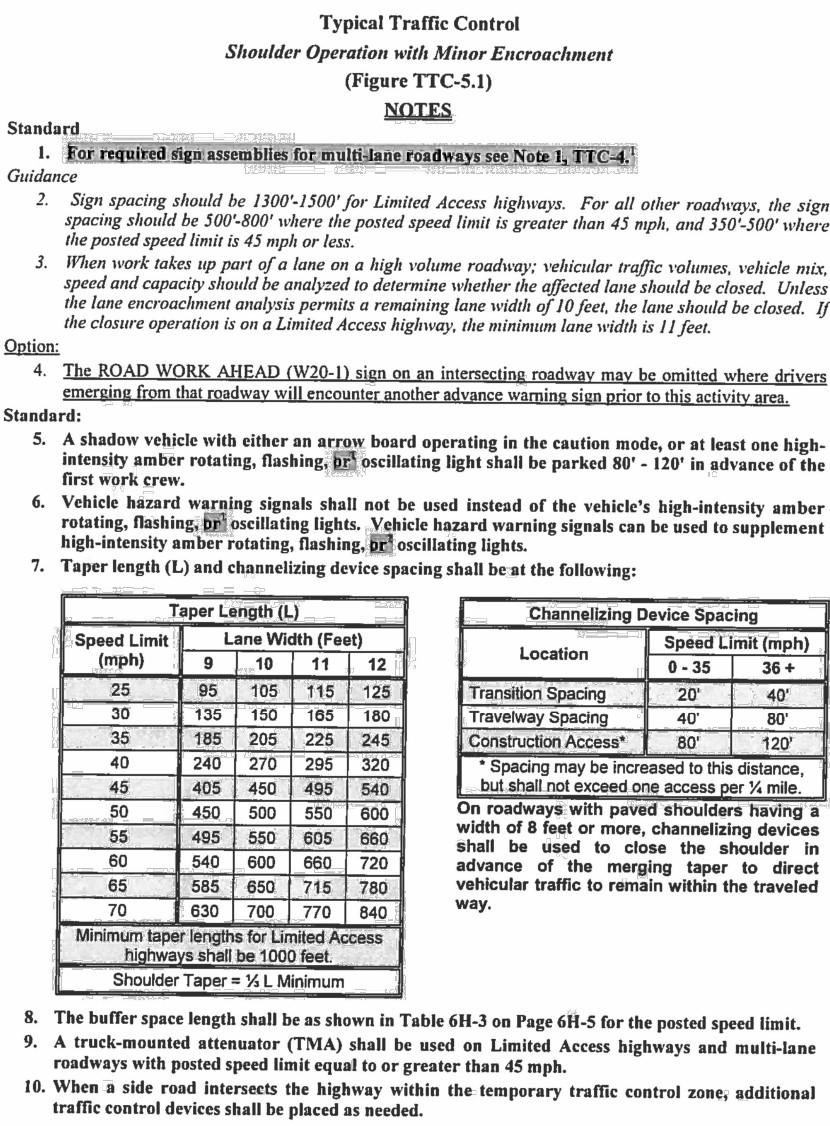 Typical Traffic Control
Shoulder Operation with Minor Encroachment
(Figure TTC-5.1)
NOTES
Standard
1. For required sign assemblies for multi-lane roadways see Note 1, TTC-4.¹
Guidance
2. Sign spacing should be 1300'-1500' for Limited Access highways. For all other roadways, the sign
spacing should be 500'-800' where the posted speed limit is greater than 45 mph, and 350'-500' where
the posted speed limit is 45 mph or less.
3. When work takes up part of a lane on a high volume roadway; vehicular traffic volumes, vehicle mix,
speed and capacity should be analyzed to determine whether the affected lane should be closed. Unless
the lane encroachment analysis permits a remaining lane width of 10 feet, the lane should be closed. If
the closure operation is on a Limited Access highway, the minimum lane width is 11 feet.
Option:
4. The ROAD WORK AHEAD (W20-1) sign on an intersecting roadway may be omitted where drivers
emerging from that roadway will encounter another advance warning sign prior to this activity area.
Standard:
5. A shadow vehicle with either an arrow board operating in the caution mode, or at least one high-
intensity amber rotating, flashing, or¹ oscillating light shall be parked 80' - 120' in advance of the
first work crew.
6. Vehicle hazard warning signals shall not be used instead of the vehicle's high-intensity amber
rotating, flashing, or¹ oscillating lights. Vehicle hazard warning signals can be used to supplement
high-intensity amber rotating, flashing, or¹ oscillating lights.
7. Taper length (L) and channelizing device spacing shall be at the following:
Taper Length (L)
Speed Limit (mph) Lane Width (Feet)
9 10 11 12
25 95 105 115 125
30 135 150 165 180
35 185 205 225 245
40 240 270 295 320
45 405 450 495 540
50 450 500 550 600
55 495 550 605 660
60 540 600 660 720
65 585 650 715 780
70 630 700 770 840
Minimum taper lengths for Limited Access
highways shall be 1000 feet.
Shoulder Taper = ⅓ L Minimum
Channelizing Device Spacing
Location Speed Limit (mph)
0 - 35 36 +
Transition Spacing 20' 40'
Travelway Spacing 40' 80'
Construction Access* 80' 120'
* Spacing may be increased to this distance,
but shall not exceed one access per ¼ mile.
On roadways with paved shoulders having a
width of 8 feet or more, channelizing devices
shall be used to close the shoulder in
advance of the merging taper to direct
vehicular traffic to remain within the traveled
way.
8. The buffer space length shall be as shown in Table 6H-3 on Page 6H-5 for the posted speed limit.
9. A truck-mounted attenuator (TMA) shall be used on Limited Access highways and multi-lane
roadways with posted speed limit equal to or greater than 45 mph.
10. When a side road intersects the highway within the temporary traffic control zone, additional
traffic control devices shall be placed as needed.